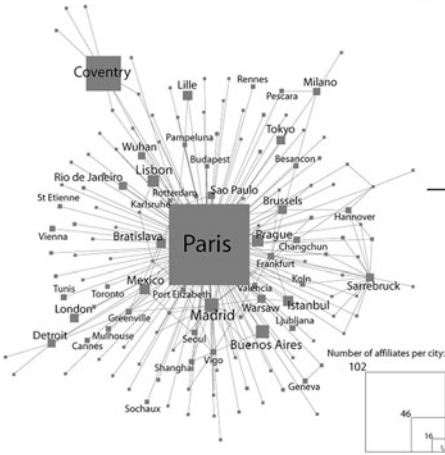 Coventry
Lille
Rennes
Milano
Pescara
Tokyo
Pampeluna
Wuhan
Budapest
Besancon
Lisbon
Rio de Janeiro
Rotterdam
Sao Paulo
St Etienne
Karlsruhe
Brussels
Hannover
Vienna
Bratislava
Paris
Prague
Changchun
Frankfurt
Mexico
Koln
Sarrebruck
Tunis
Toronto
Port Elizabeth
Valencia
London*
Greenville
Madrid
Warsaw
Istanbul
Ljubljana
Detroit
Mulhouse
Cannes
Seoul
Buenos Aires
Shanghai
Vigo
Geneva
Sochaux
Number of affiliates per city:
102
46
16